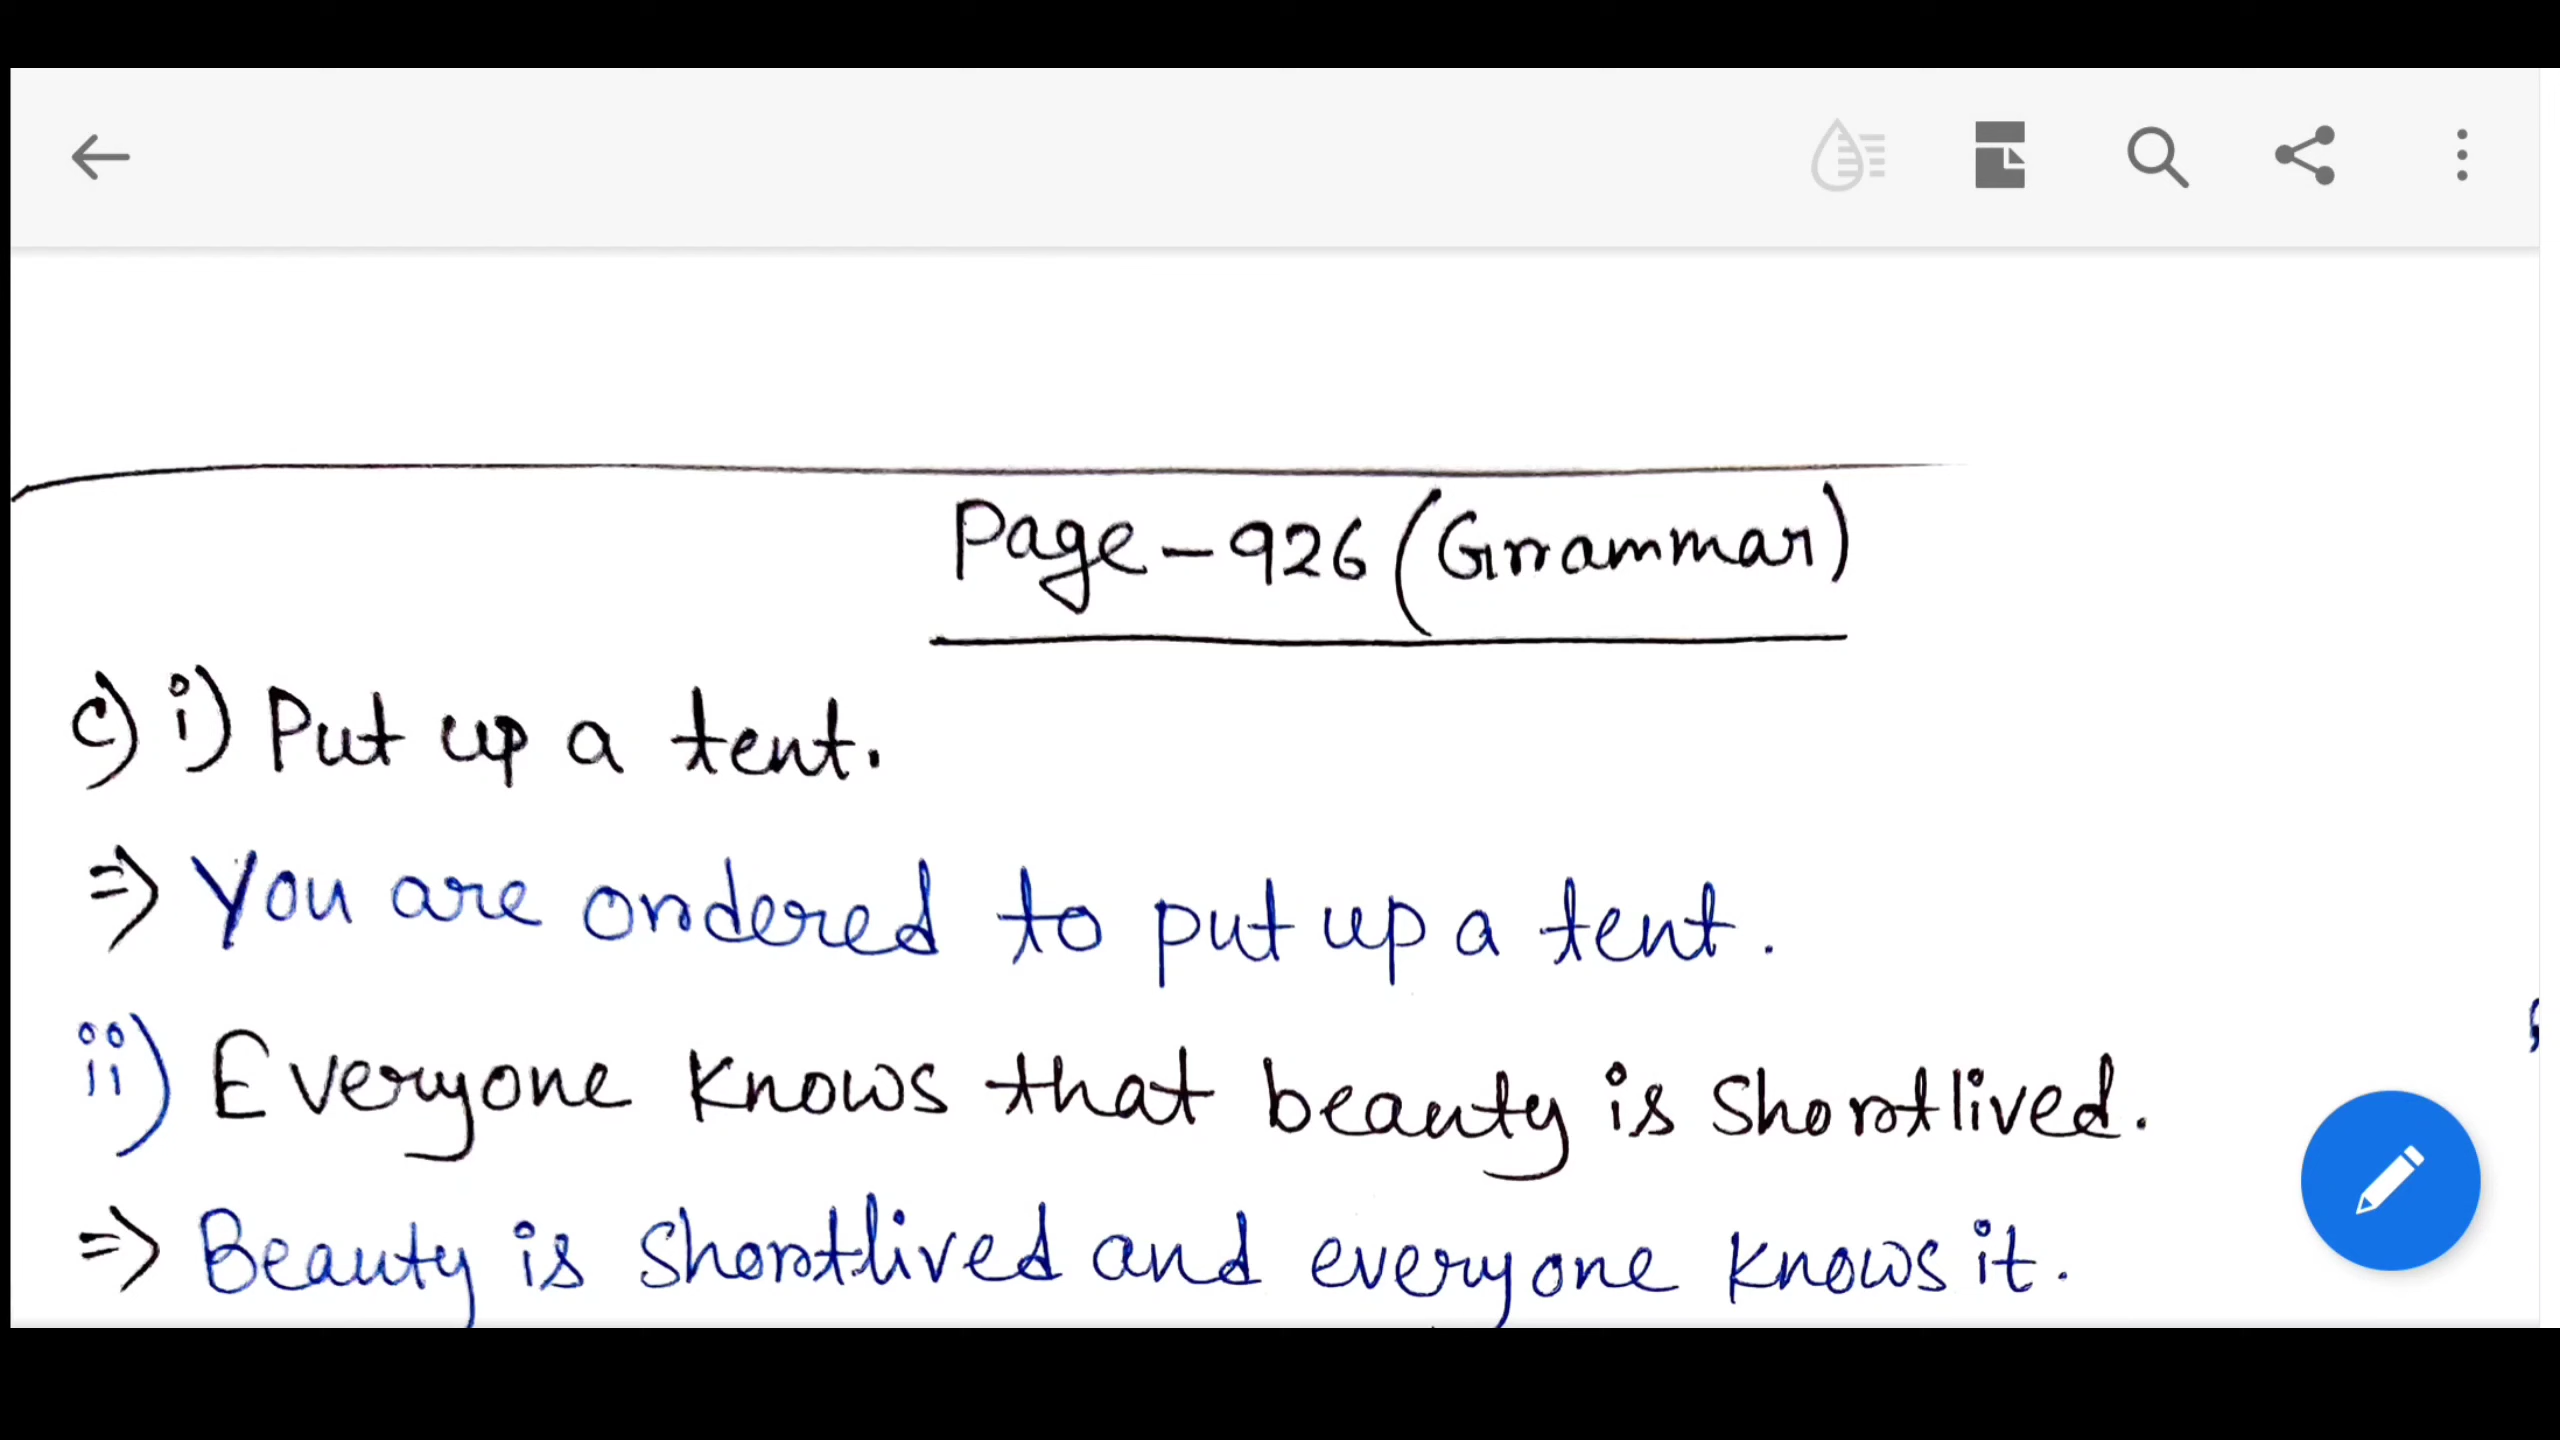 Page-926 (Grammar)
c) i) Put up a tent.
=> You are ordered to put up a tent.
ii) Everyone knows that beauty is shortlived.
=> Beauty is shortlived and everyone knows it.